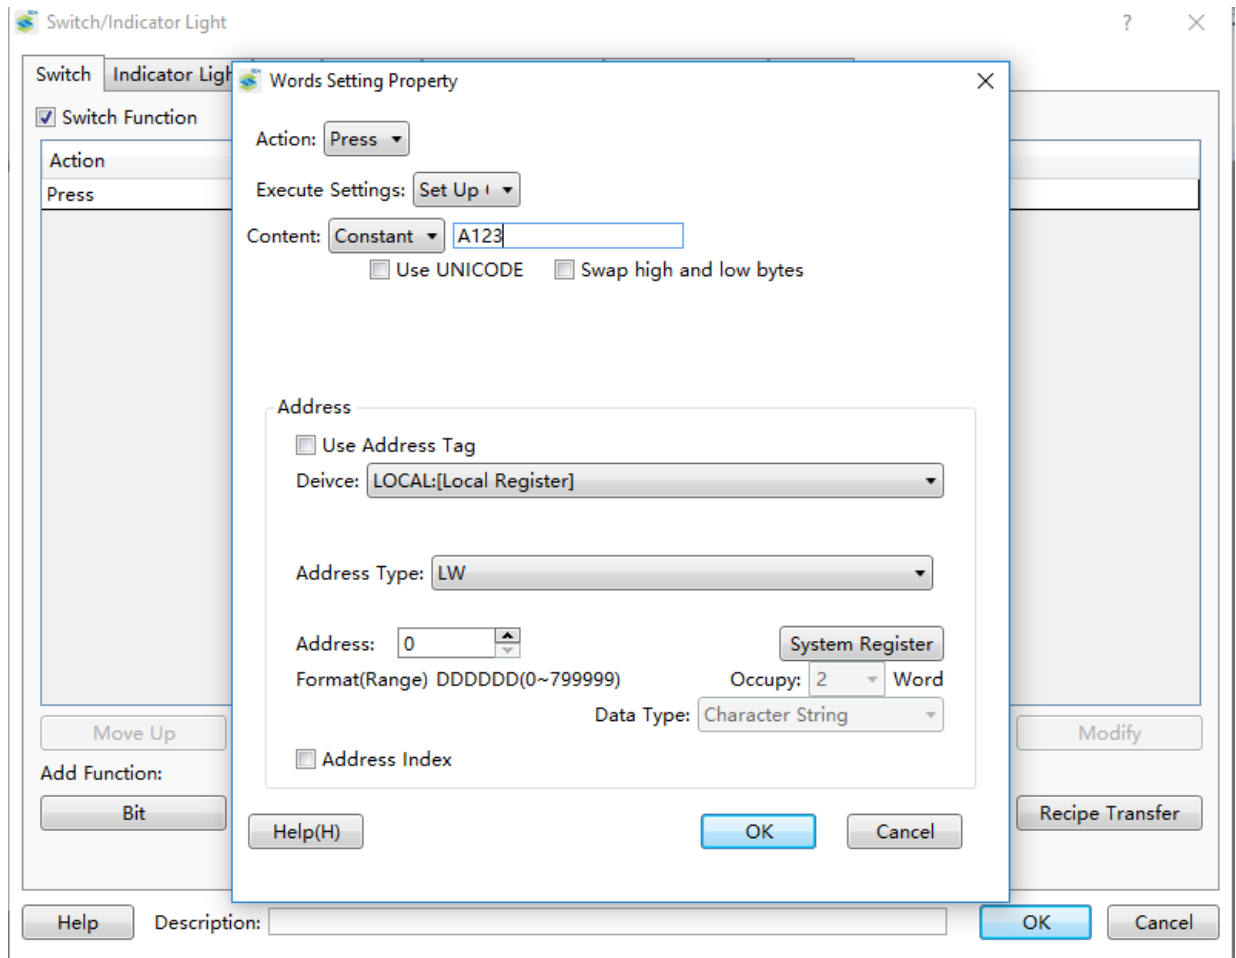 Switch/Indicator Light
Switch Indicator Ligh
Words Setting Property
Switch Function
Action
Press
Action: Press
Execute Settings: Set Up
Content: Constant A123
Use UNICODE Swap high and low bytes
Address
Use Address Tag
Deivce: LOCAL:[Local Register]
Address Type: LW
Address: 0
System Register
Format(Range) DDDDDD(0~799999)
Occupy: 2 Word
Data Type: Character String
Address Index
Move Up
Modify
Add Function:
Bit
Recipe Transfer
Help(H) OK Cancel
Help Description: OK Cancel